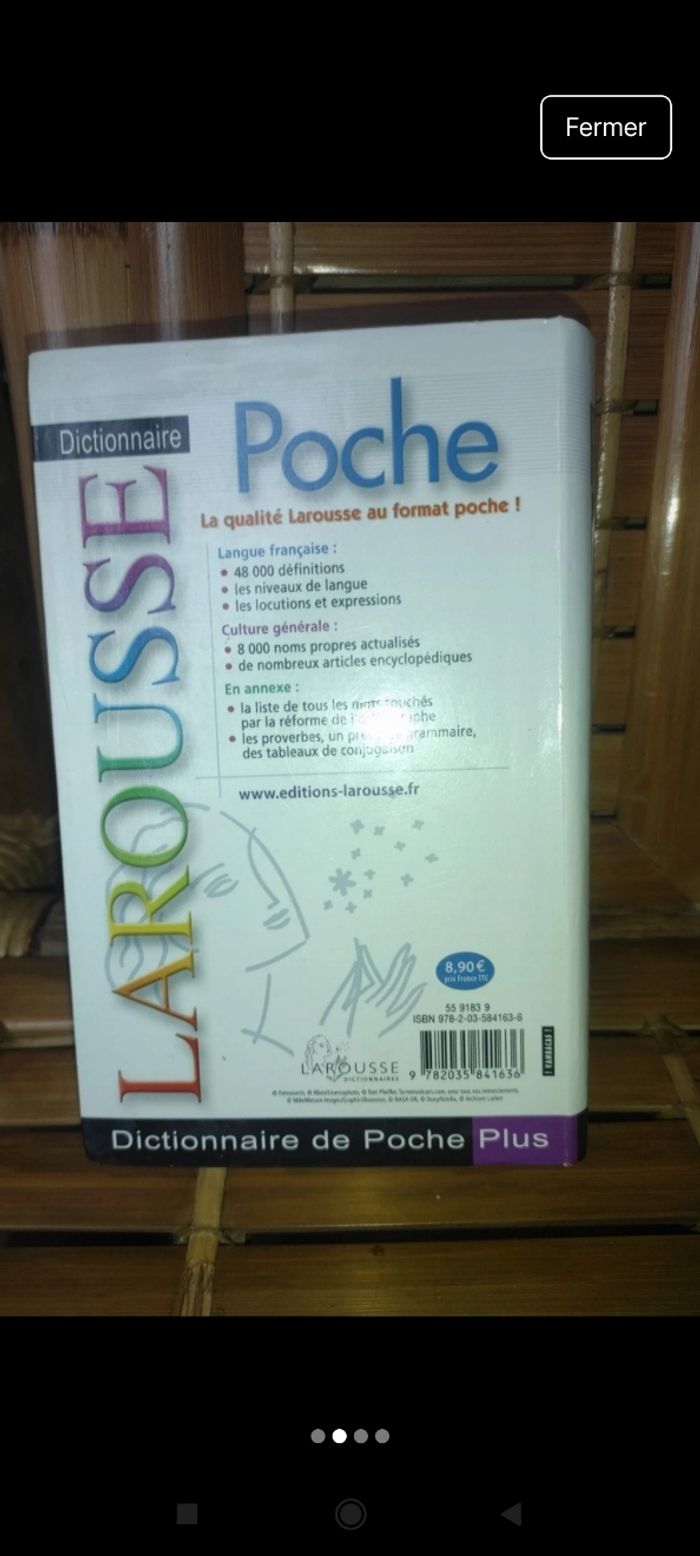 Fermer
Dictionnaire
Poche
LAROUSSE
La qualité Larousse au format poche !
Langue française :
• 48 000 définitions
• les niveaux de langue
• les locutions et expressions
Culture générale :
• 8 000 noms propres actualisés
• de nombreux articles encyclopédiques
En annexe :
• la liste de tous les mots touchés
par la réforme de
• les proverbes, un grammaire,
des tableaux de conjugaison
www.editions-larousse.fr
8,90 €
prix France TTC
55 9183 9
ISBN 978-2-03-584163-6
9 782035 841636
LAROUSSE
DICTIONNAIRES
Dictionnaire de Poche Plus